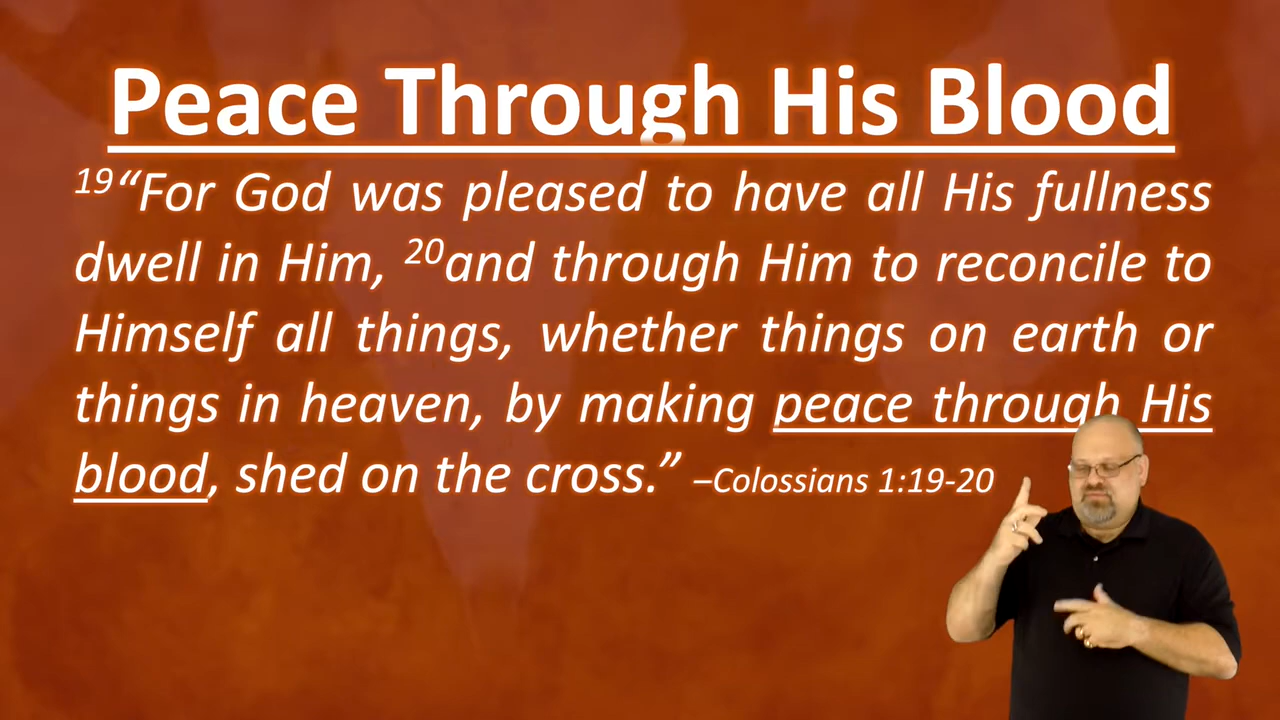 Peace Through His Blood
19“For God was pleased to have all His fullness
dwell in Him, 20and through Him to reconcile to
Himself all things, whether things on earth or
things in heaven, by making peace through His
blood, shed on the cross.” –Colossians 1:19-20